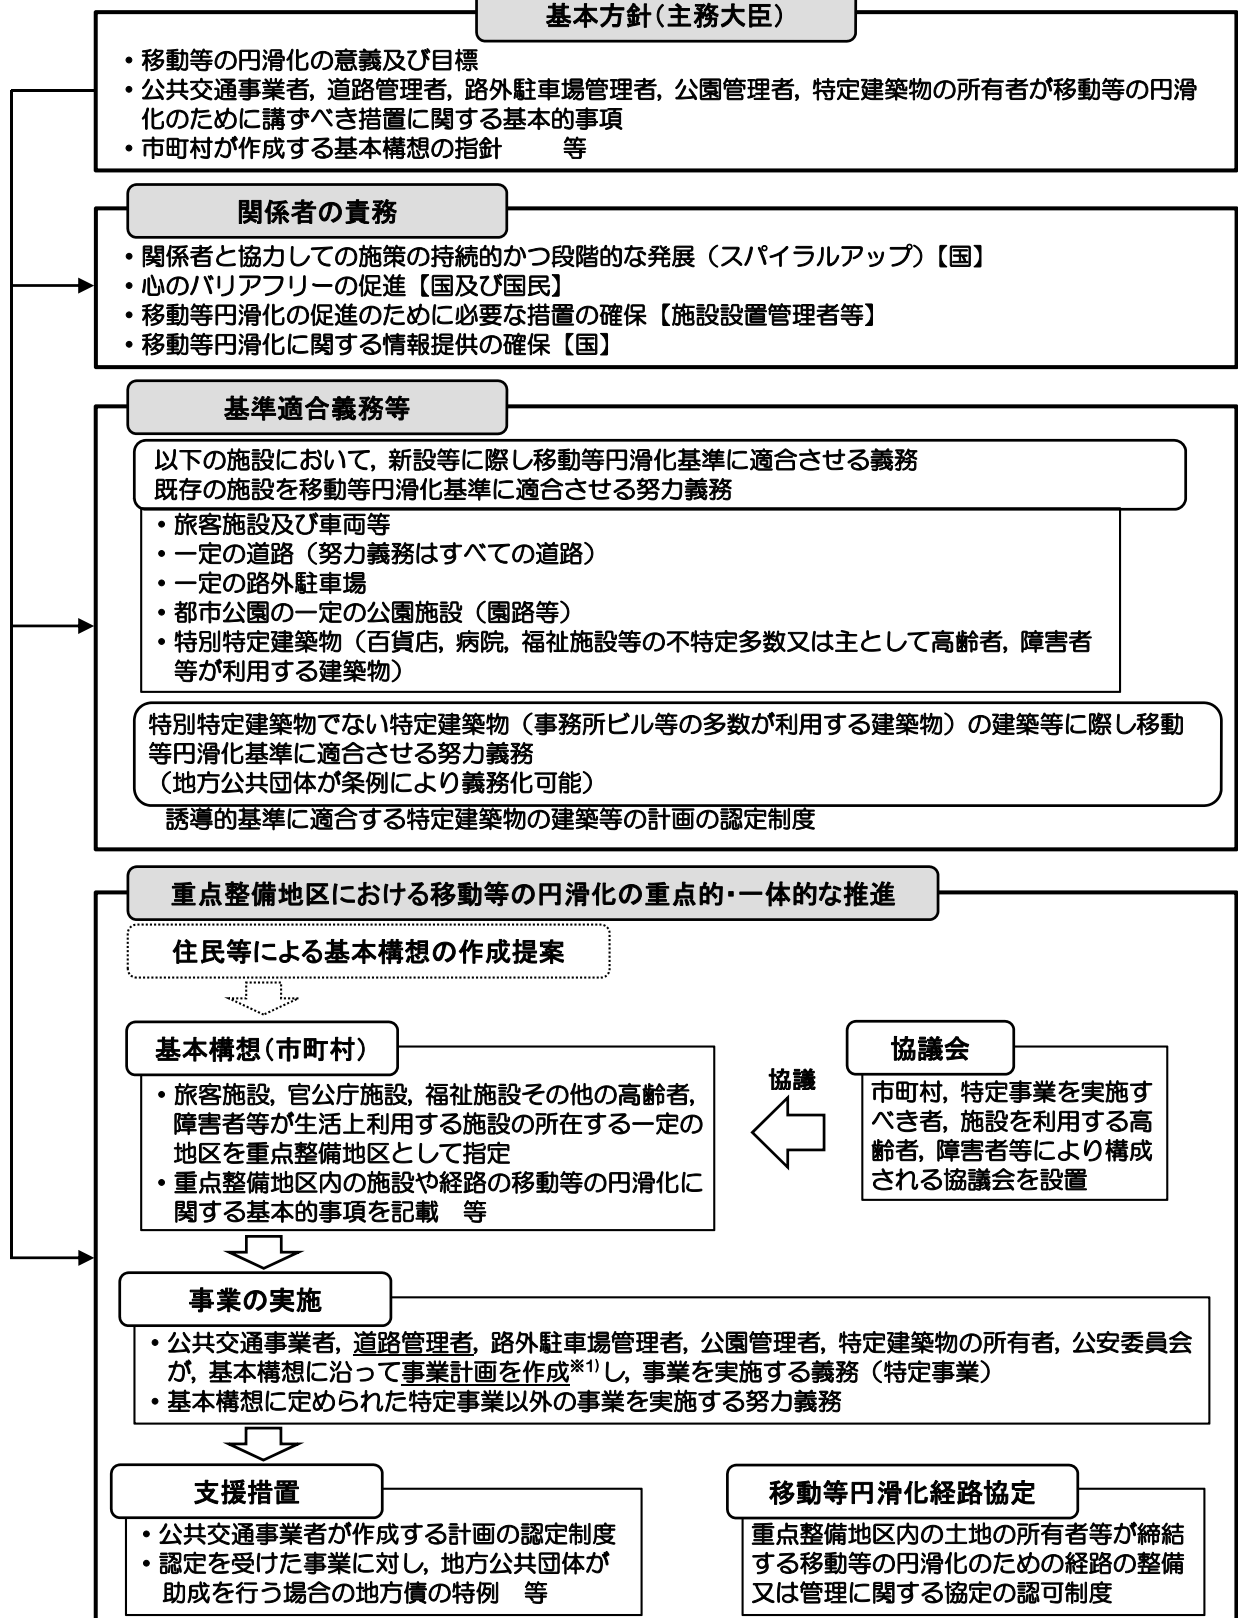 基本方針(主務大臣)
・移動等の円滑化の意義及び目標
・公共交通事業者，道路管理者，路外駐車場管理者，公園管理者，特定建築物の所有者が移動等の円滑
化のために講ずべき措置に関する基本的事項
・市町村が作成する基本構想の指針　　等
関係者の責務
・関係者と協力しての施策の持続的かつ段階的な発展（スパイラルアップ）【国】
・心のバリアフリーの促進【国及び国民】
・移動等円滑化の促進のために必要な措置の確保【施設設置管理者等】
・移動等円滑化に関する情報提供の確保【国】
基準適合義務等
以下の施設において，新設等に際し移動等円滑化基準に適合させる義務
既存の施設を移動等円滑化基準に適合させる努力義務
・旅客施設及び車両等
・一定の道路（努力義務はすべての道路）
・一定の路外駐車場
・都市公園の一定の公園施設（園路等）
・特別特定建築物（百貨店，病院，福祉施設等の不特定多数又は主として高齢者，障害者
等が利用する建築物）
特別特定建築物でない特定建築物（事務所ビル等の多数が利用する建築物）の建築等に際し移動
等円滑化基準に適合させる努力義務
（地方公共団体が条例により義務化可能）
誘導的基準に適合する特定建築物の建築等の計画の認定制度
重点整備地区における移動等の円滑化の重点的・一体的な推進
住民等による基本構想の作成提案
基本構想(市町村)
・旅客施設，官公庁施設，福祉施設その他の高齢者，
障害者等が生活上利用する施設の所在する一定の
地区を重点整備地区として指定
・重点整備地区内の施設や経路の移動等の円滑化に
関する基本的事項を記載　等
協議
協議会
市町村，特定事業を実施す
べき者，施設を利用する高
齢者，障害者等により構成
される協議会を設置
事業の実施
・公共交通事業者，道路管理者，路外駐車場管理者，公園管理者，特定建築物の所有者，公安委員会
が，基本構想に沿って事業計画を作成※1)し，事業を実施する義務（特定事業）
・基本構想に定められた特定事業以外の事業を実施する努力義務
支援措置
・公共交通事業者が作成する計画の認定制度
・認定を受けた事業に対し，地方公共団体が
助成を行う場合の地方債の特例　等
移動等円滑化経路協定
重点整備地区内の土地の所有者等が締結
する移動等の円滑化のための経路の整備
又は管理に関する協定の認可制度